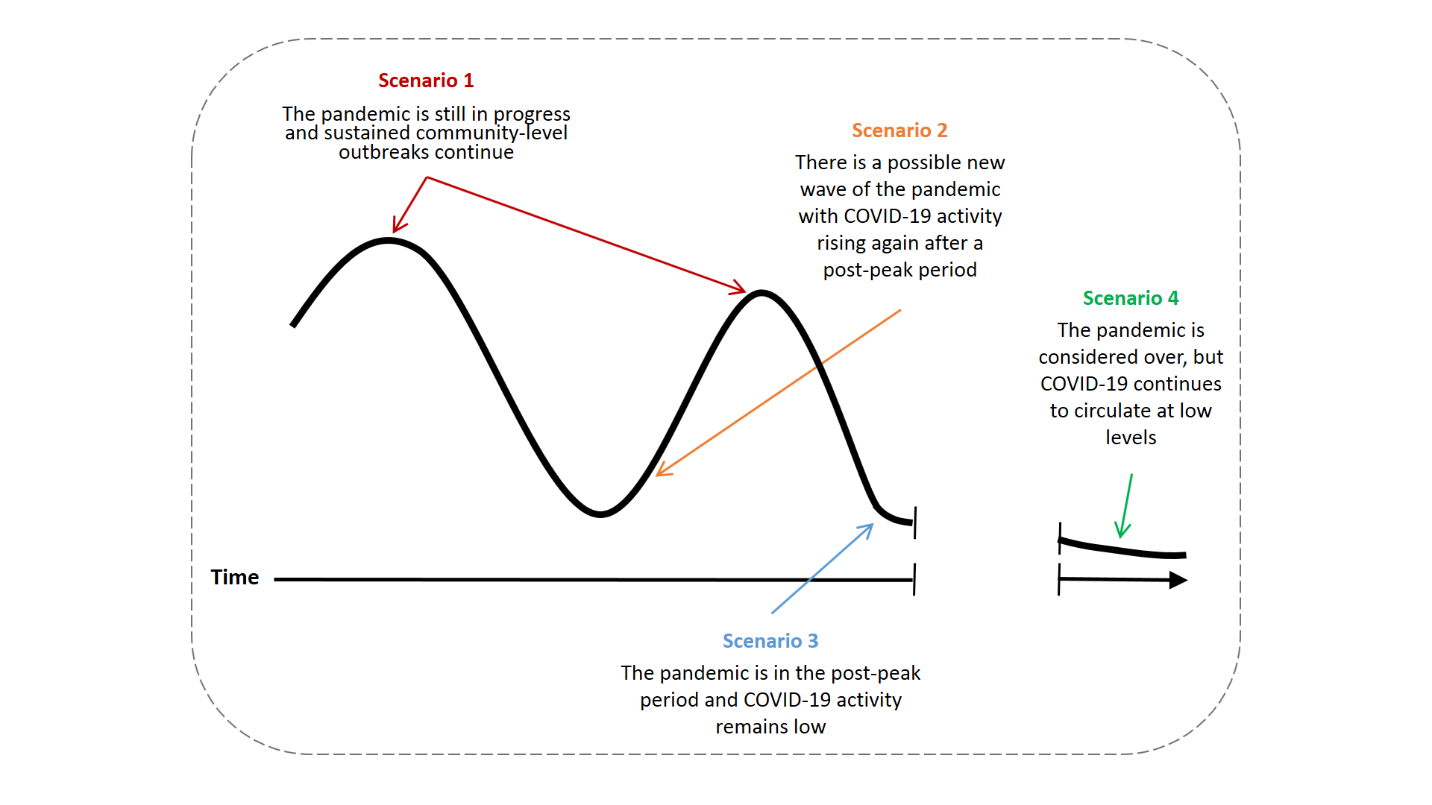 Scenario 1
The pandemic is still in progress
and sustained community-level
outbreaks continue
Scenario 2
There is a possible new
wave of the pandemic
with COVID-19 activity
rising again after a
post-peak period
Scenario 4
The pandemic is
considered over, but
COVID-19 continues
to circulate at low
levels
Time
Scenario 3
The pandemic is in the post-peak
period and COVID-19 activity
remains low